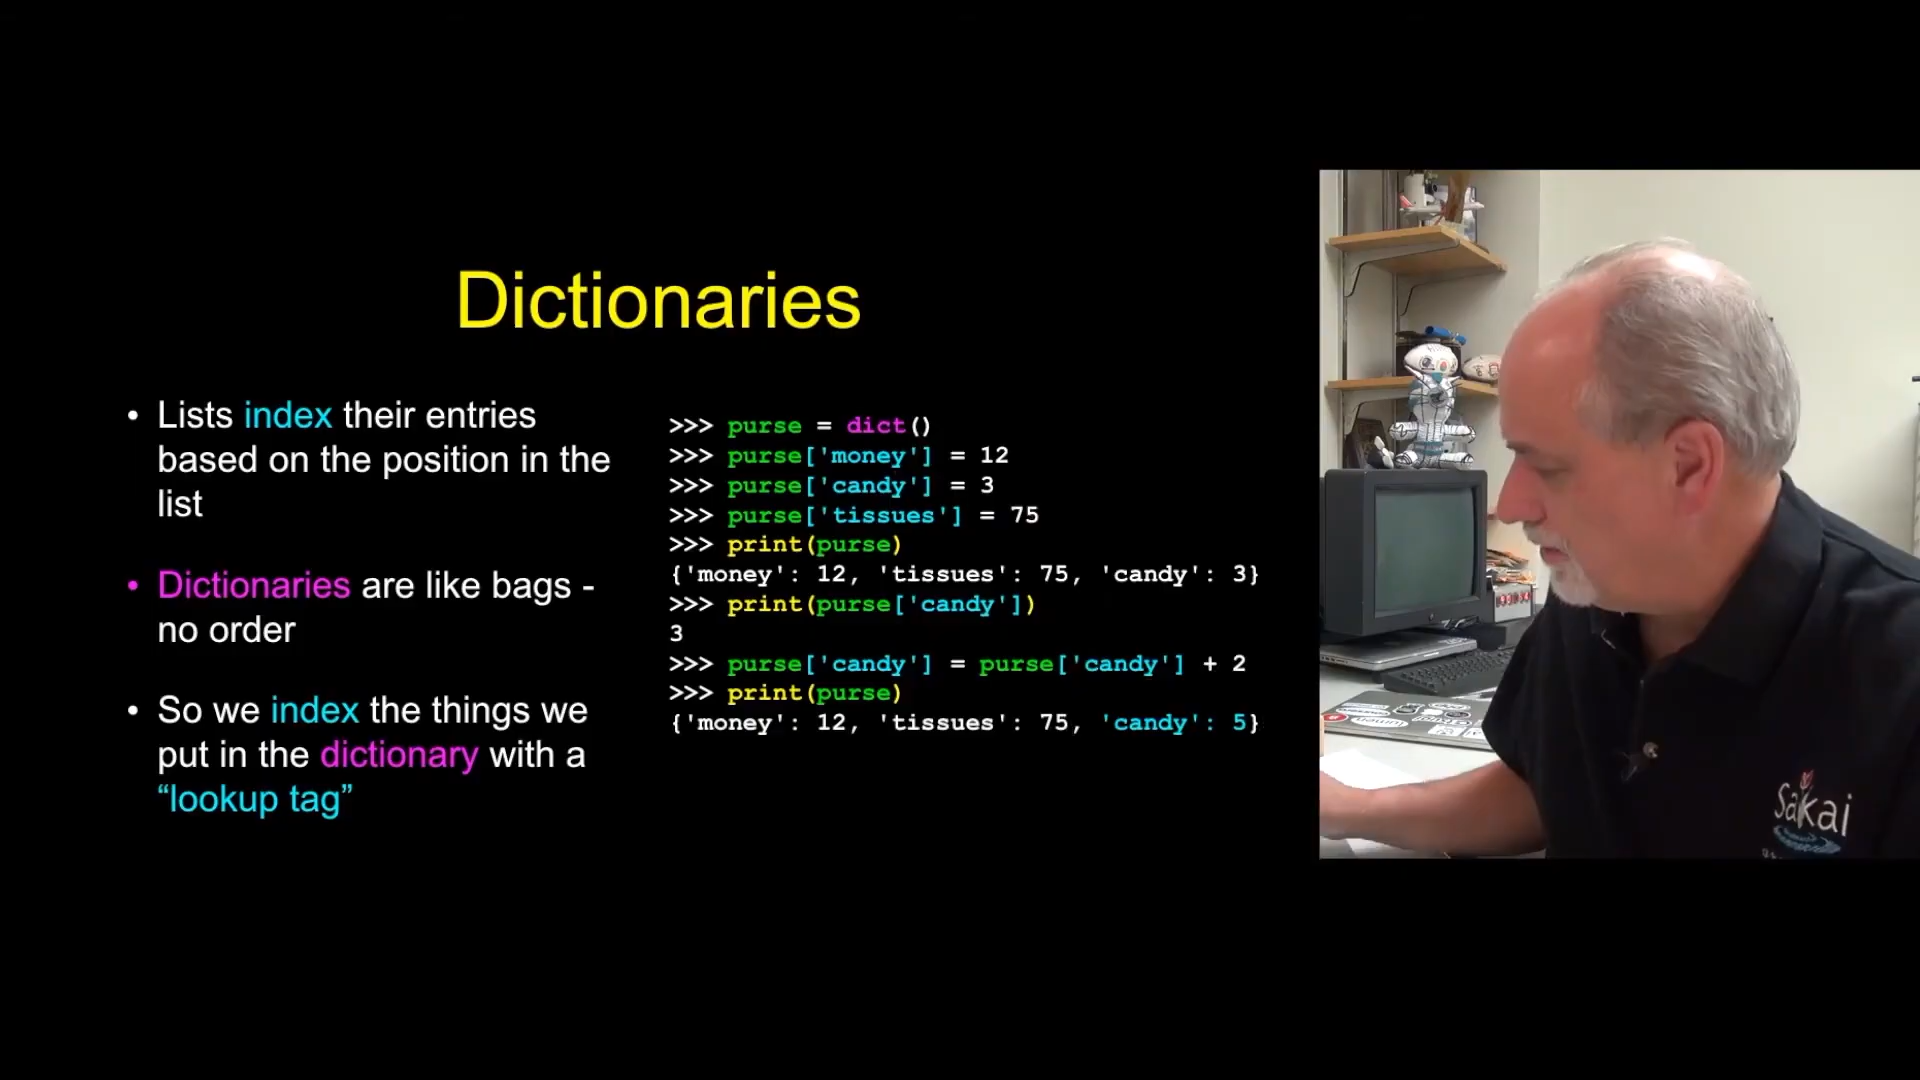 Dictionaries
• Lists index their entries
based on the position in the
list
• Dictionaries are like bags -
no order
• So we index the things we
put in the dictionary with a
“lookup tag”
>>> purse = dict()
>>> purse['money'] = 12
>>> purse['candy'] = 3
>>> purse['tissues'] = 75
>>> print(purse)
{'money': 12, 'tissues': 75, 'candy': 3}
>>> print(purse['candy'])
3
>>> purse['candy'] = purse['candy'] + 2
>>> print(purse)
{'money': 12, 'tissues': 75, 'candy': 5}
Sakai